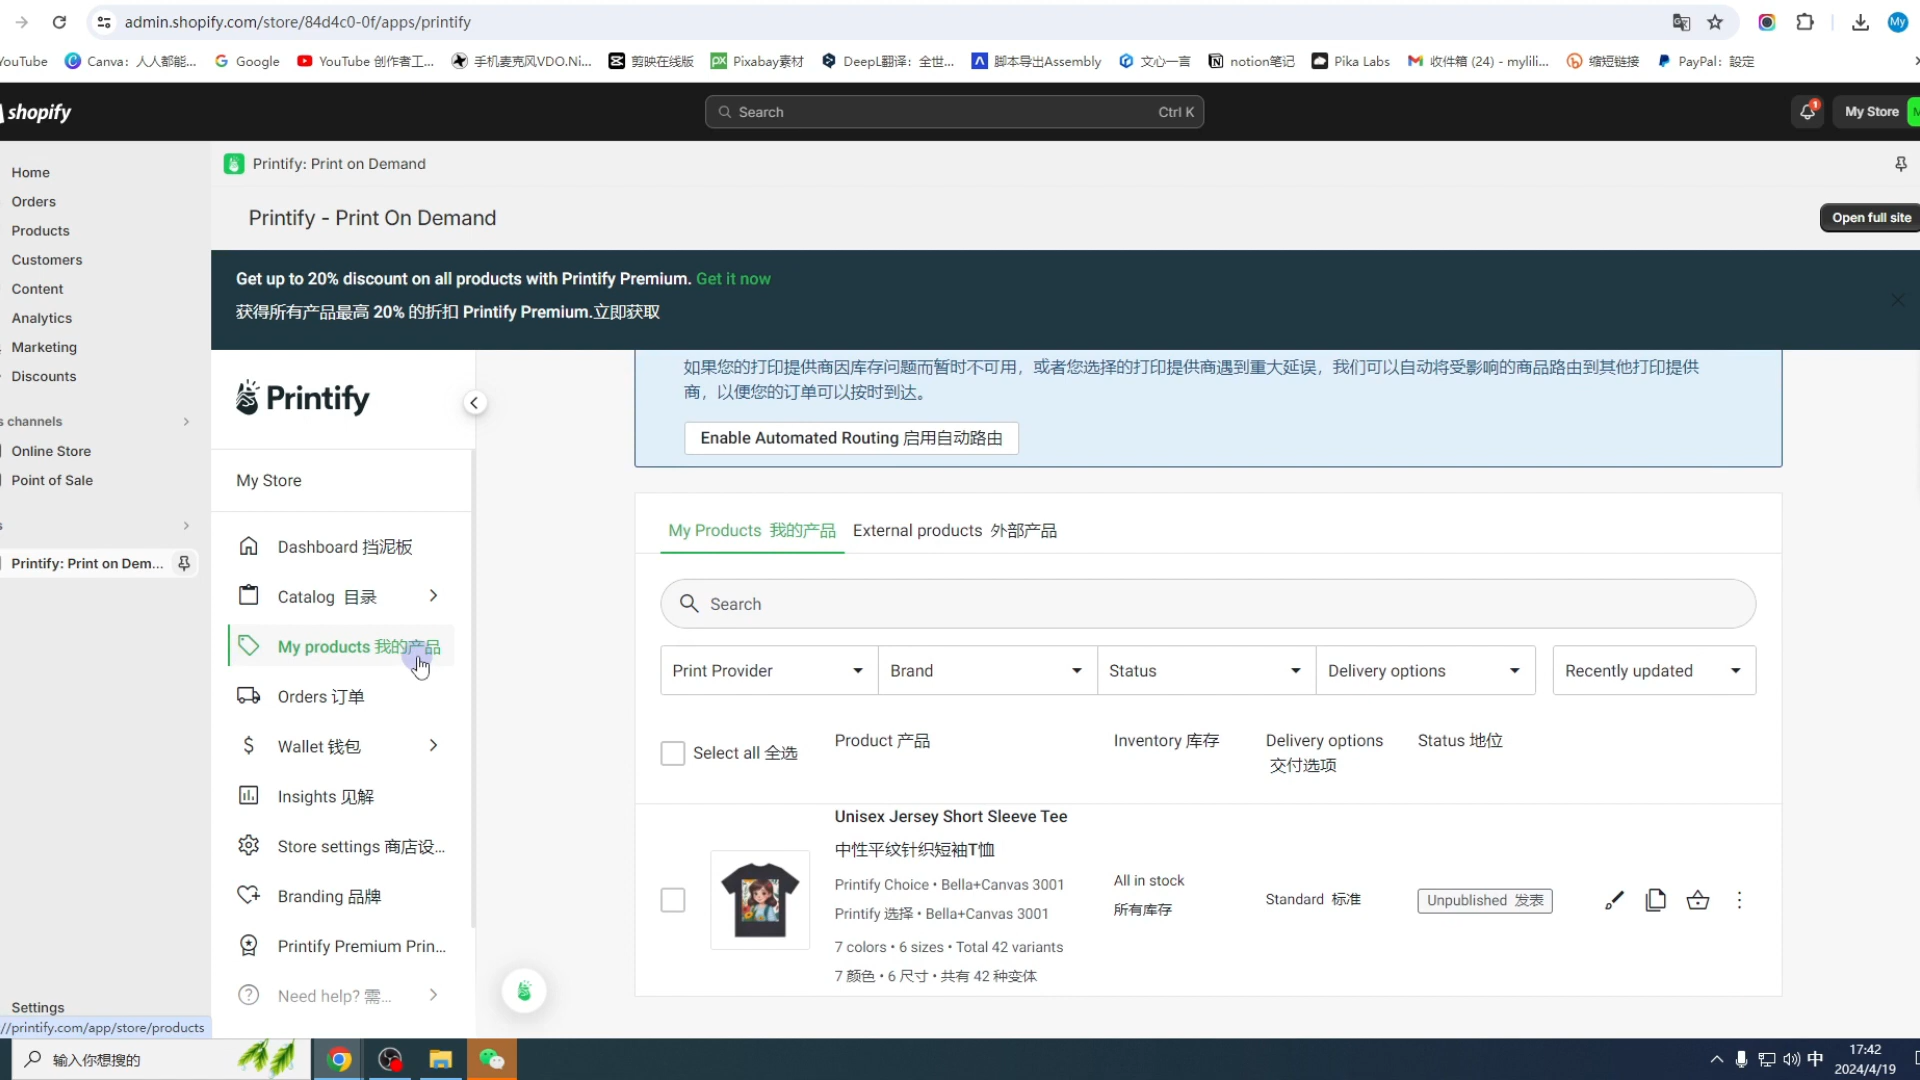 admin.shopify.com/store/84d4c0-0f/apps/printify
My
YouTube
Canva：人人都能...
Google
YouTube 创作者工...
手机麦克风VDO.Ni...
剪映在线版
Pixabay素材
DeepL翻译：全世...
脚本导出Assembly
文心一言
notion笔记
Pika Labs
收件箱 (24) - mylili...
缩短链接
PayPal：設定
shopify
Search
Ctrl K
1
My Store
Home
Orders
Products
Customers
Content
Analytics
Marketing
Discounts
s channels
Online Store
Point of Sale
Printify: Print on Dem...
Settings
//printify.com/app/store/products
Printify: Print on Demand
Printify - Print On Demand
Open full site
Get up to 20% discount on all products with Printify Premium. Get it now
获得所有产品最高 20% 的折扣 Printify Premium.立即获取
Printify
My Store
Dashboard 挡泥板
Catalog 目录
My products 我的产品
Orders 订单
Wallet 钱包
Insights 见解
Store settings 商店设...
Branding 品牌
Printify Premium Prin...
Need help? 需...
如果您的打印提供商因库存问题而暂时不可用，或者您选择的打印提供商遇到重大延误，我们可以自动将受影响的商品路由到其他打印提供
商，以便您的订单可以按时到达。
Enable Automated Routing 启用自动路由
My Products 我的产品
External products 外部产品
Search
Print Provider
Brand
Status
Delivery options
Recently updated
Select all 全选
Product 产品
Inventory 库存
Delivery options
交付选项
Status 地位
Unisex Jersey Short Sleeve Tee
中性平纹针织短袖T恤
Printify Choice • Bella+Canvas 3001
Printify 选择 • Bella+Canvas 3001
7 colors • 6 sizes • Total 42 variants
7 颜色 • 6 尺寸 • 共有 42 种变体
All in stock
所有库存
Standard 标准
Unpublished 发表
输入你想搜的
中
17:42
2024/4/19